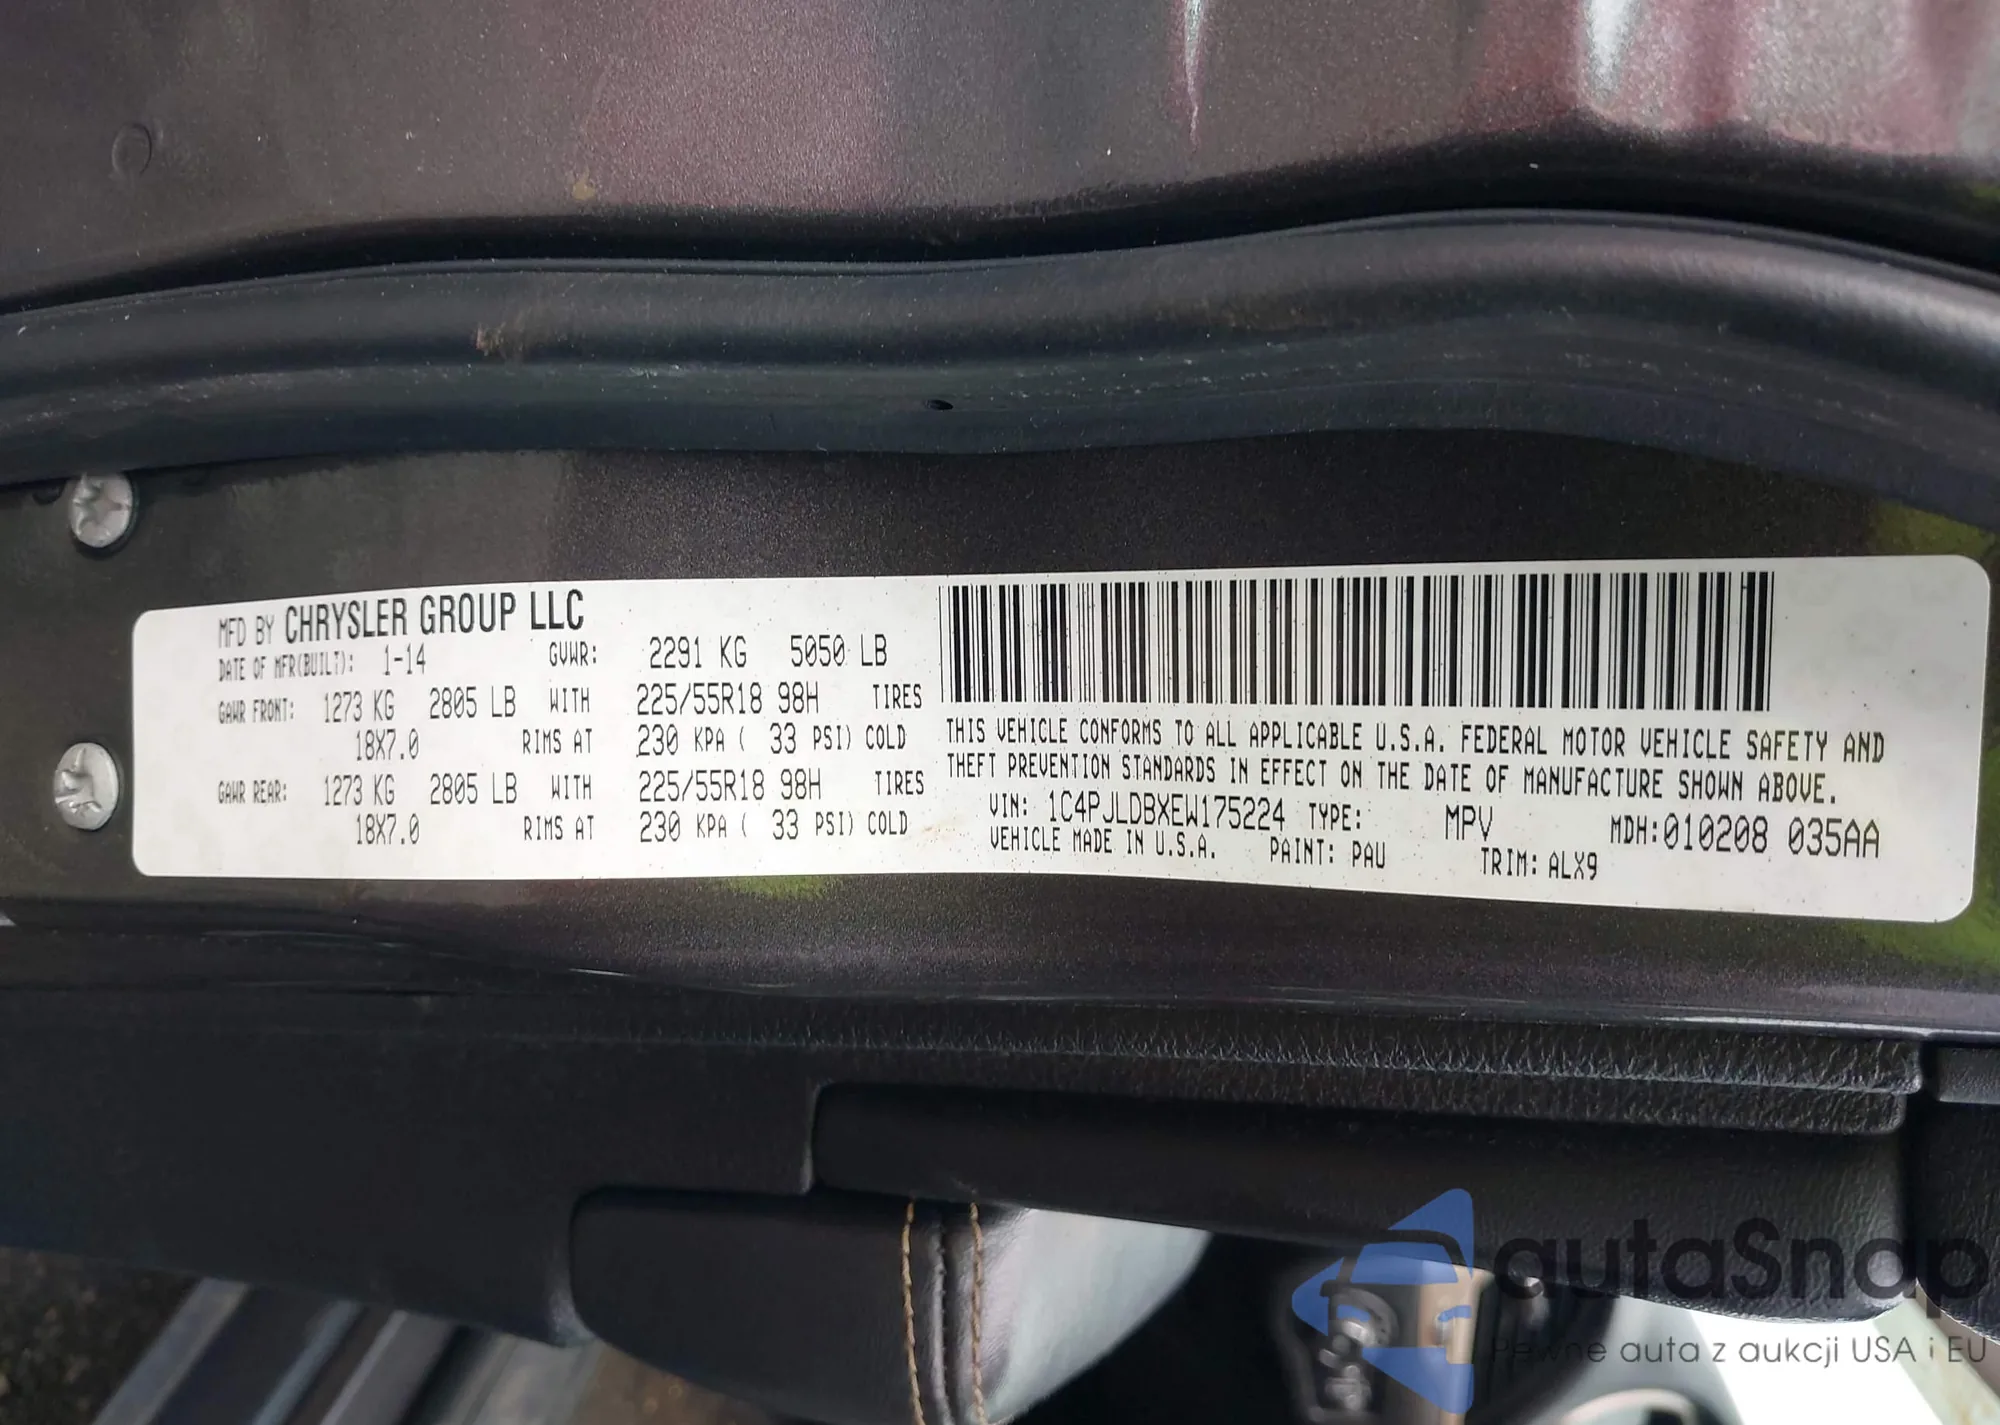 MFD BY CHRYSLER GROUP LLC
DATE OF MFR(BUILT): 1-14 GVWR: 2291 KG 5050 LB
GAWR FRONT: 1273 KG 2805 LB WITH 225/55R18 98H TIRES
18X7.0 RIMS AT 230 KPA ( 33 PSI) COLD
GAWR REAR: 1273 KG 2805 LB WITH 225/55R18 98H TIRES
18X7.0 RIMS AT 230 KPA ( 33 PSI) COLD
THIS VEHICLE CONFORMS TO ALL APPLICABLE U.S.A. FEDERAL MOTOR VEHICLE SAFETY AND
THEFT PREVENTION STANDARDS IN EFFECT ON THE DATE OF MANUFACTURE SHOWN ABOVE.
VIN: 1C4PJLDBXEW175224 TYPE: MPV MDH:010208 035AA
VEHICLE MADE IN U.S.A. PAINT: PAU TRIM: ALX9
autaSnap
Pewne auta z aukcji USA i EU